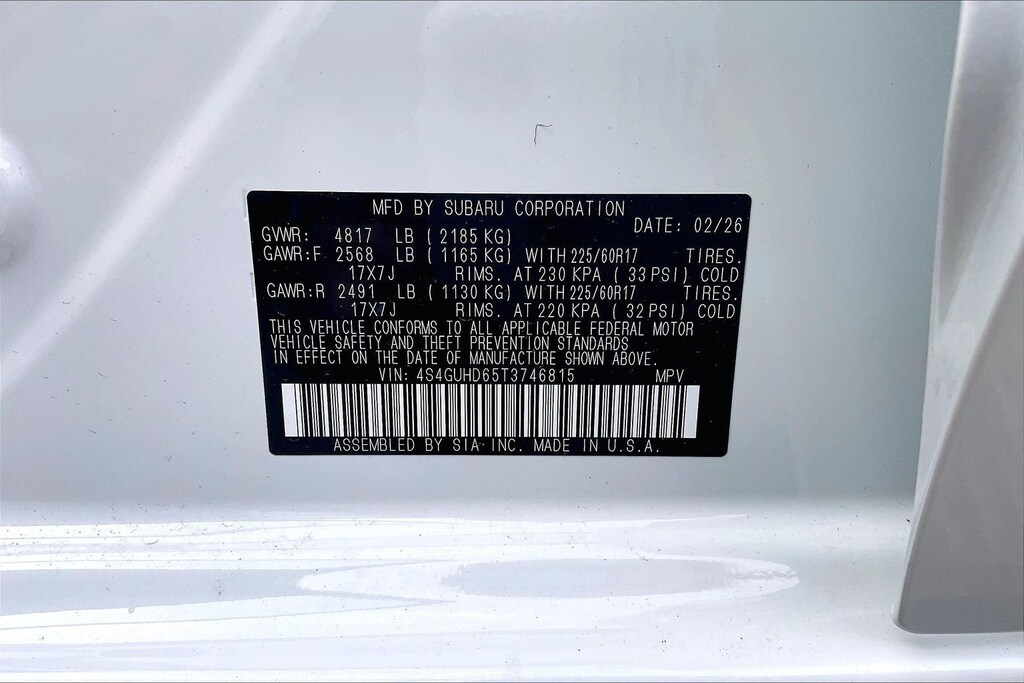 MFD BY SUBARU CORPORATION
DATE: 02/26
GVWR: 4817 LB (2185 KG)
GAWR:F 2568 LB (1165 KG) WITH 225/60R17 TIRES.
17X7J RIMS. AT 230 KPA (33 PSI) COLD
GAWR:R 2491 LB (1130 KG) WITH 225/60R17 TIRES.
17X7J RIMS. AT 220 KPA (32 PSI) COLD
THIS VEHICLE CONFORMS TO ALL APPLICABLE FEDERAL MOTOR
VEHICLE SAFETY AND THEFT PREVENTION STANDARDS
IN EFFECT ON THE DATE OF MANUFACTURE SHOWN ABOVE.
VIN: 4S4GUHD65T3746815 MPV
ASSEMBLED BY SIA INC. MADE IN U.S.A.